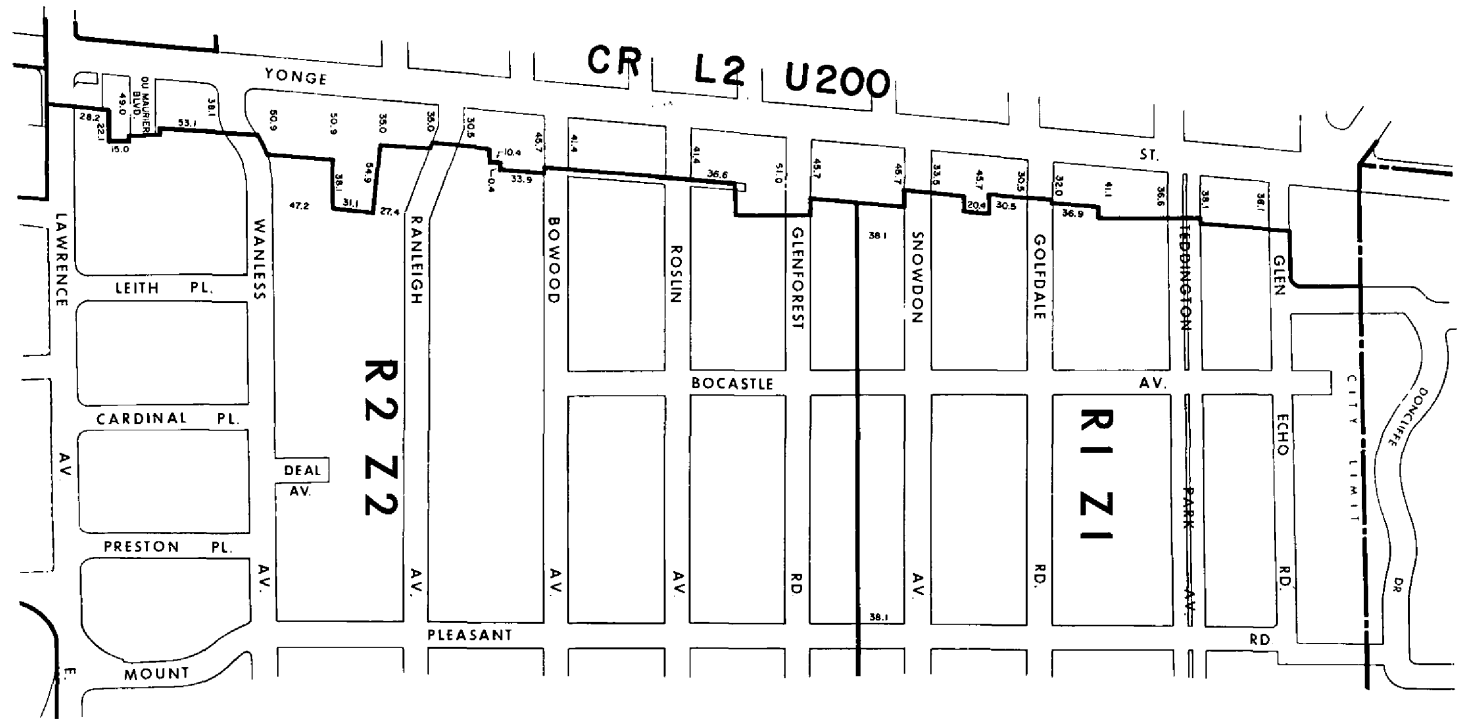 CR L2 U200
YONGE
ST.
DU MAURIER
BLVD.
28.2
22.1
49.0
15.0
53.1
38.1
50.9
50.9
38.1
31.1
54.9
35.0
27.4
47.2
35.0
30.5
10.4
0.4
33.9
45.7
41.4
41.4
36.6
51.0
45.7
38.1
45.7
33.5
45.7
20.4
30.5
30.5
32.0
36.9
41.1
36.6
38.1
38.1
LAWRENCE
AV.
E.
WANLESS
AV.
RANLEIGH
AV.
BOWOOD
AV.
ROSLIN
AV.
GLENFOREST
RD.
SNOWDON
AV.
GOLFDALE
RD.
TEDDINGTON
PARK
AV.
GLEN
ECHO
RD.
CITY LIMIT
DONCLIFFE
DR
LEITH PL.
CARDINAL PL.
DEAL
AV.
PRESTON PL.
BOCASTLE
AV.
R2 Z2
R1 Z1
38.1
MOUNT
PLEASANT
RD